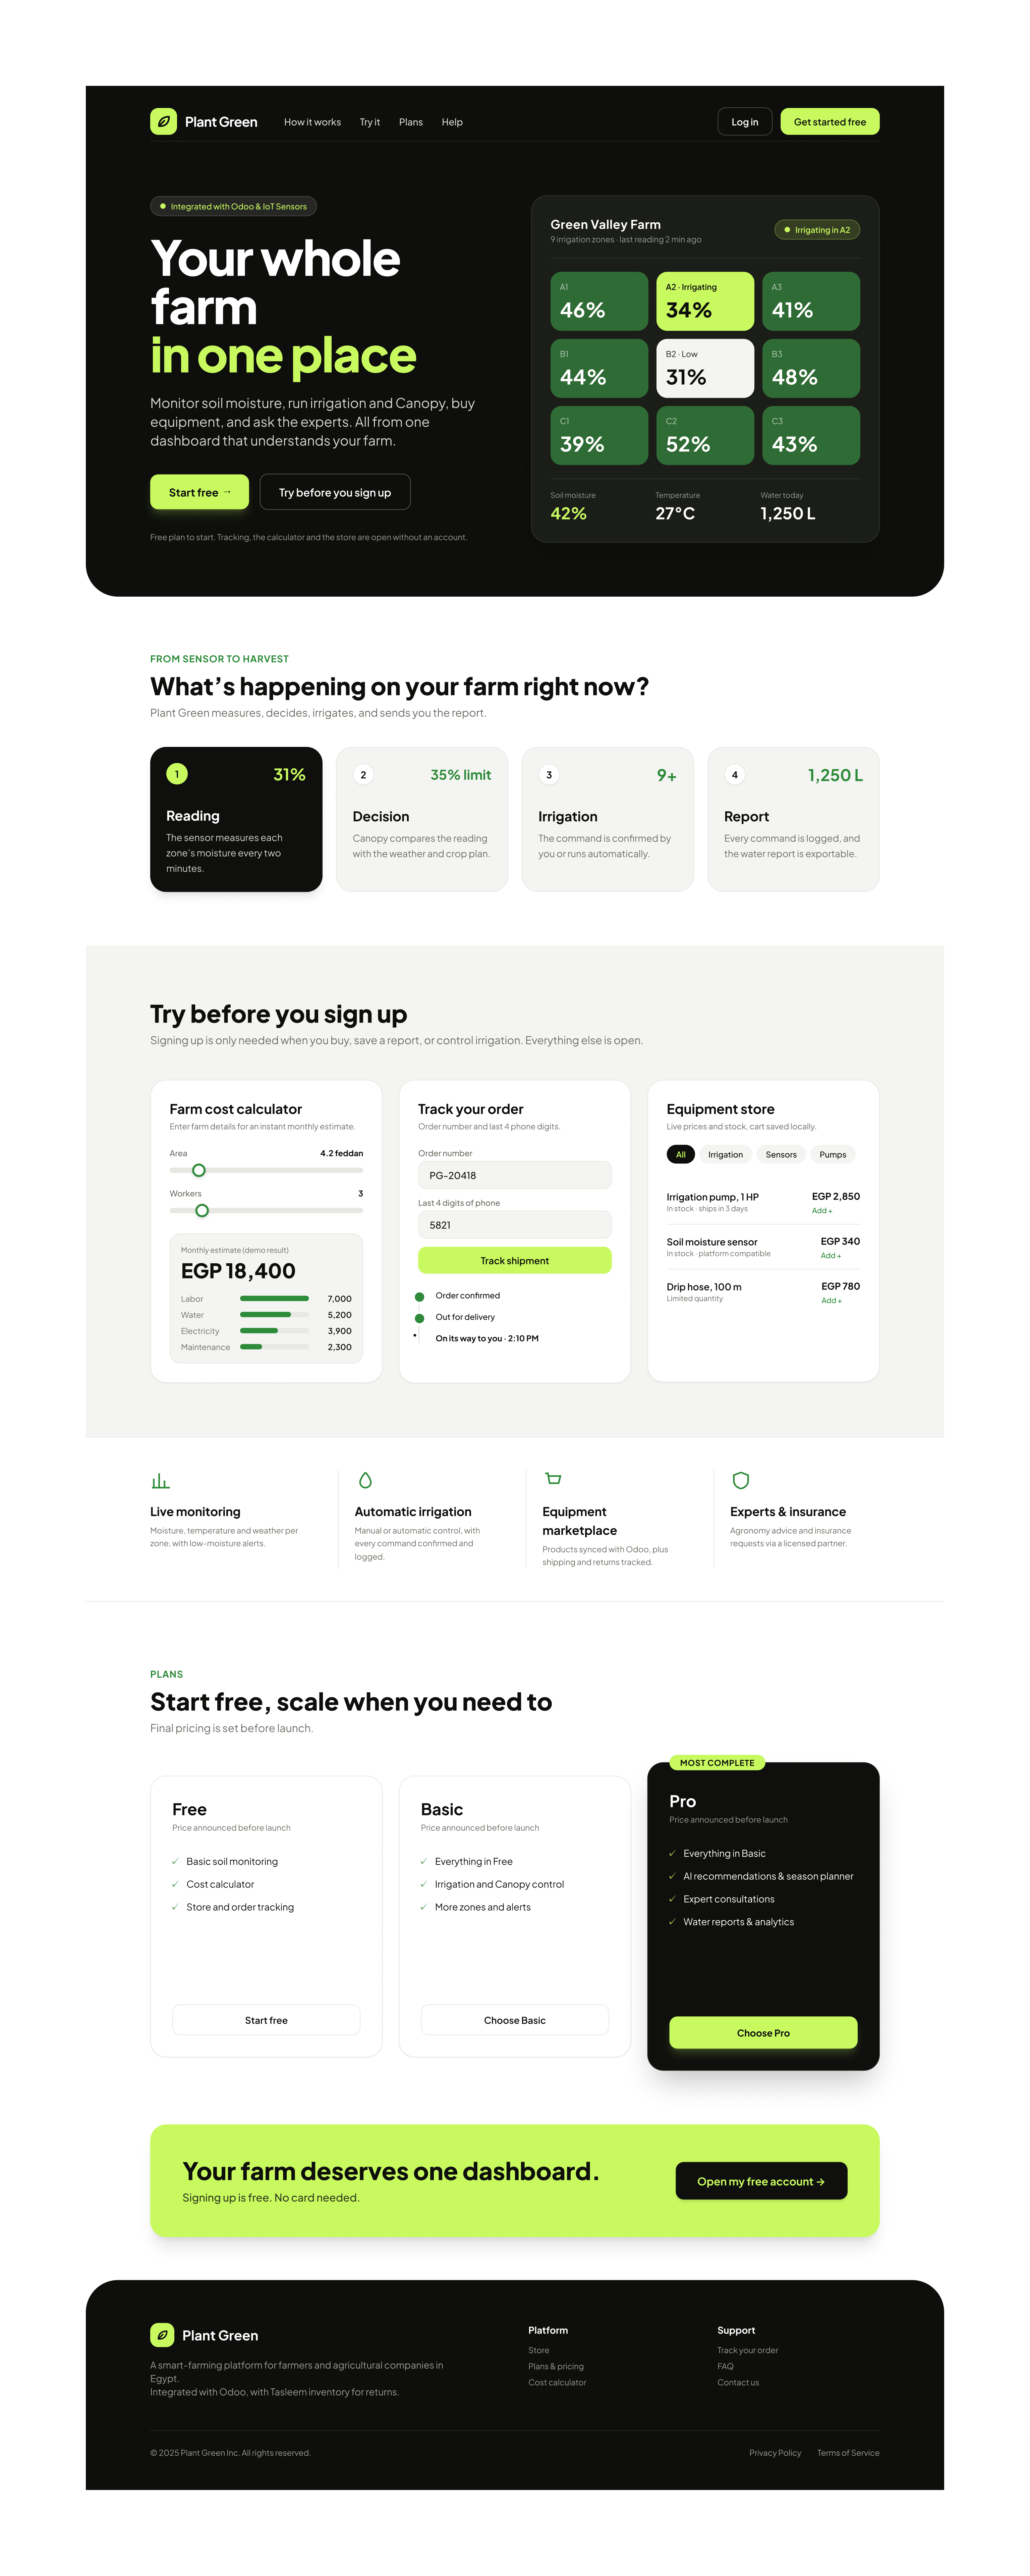 Plant Green
How it works
Try it
Plans
Help
Log in
Get started free
Integrated with Odoo & IoT Sensors
Your whole
farm
in one place
Monitor soil moisture, run irrigation and Canopy, buy
equipment, and ask the experts. All from one
dashboard that understands your farm.
Start free →
Try before you sign up
Free plan to start. Tracking, the calculator and the store are open without an account.
Green Valley Farm
9 irrigation zones · last reading 2 min ago
Irrigating in A2
A1
46%
A2 · Irrigating
34%
A3
41%
B1
44%
B2 · Low
31%
B3
48%
C1
39%
C2
52%
C3
43%
Soil moisture
42%
Temperature
27°C
Water today
1,250 L
FROM SENSOR TO HARVEST
What’s happening on your farm right now?
Plant Green measures, decides, irrigates, and sends you the report.
1
31%
Reading
The sensor measures each
zone’s moisture every two
minutes.
2
35% limit
Decision
Canopy compares the reading
with the weather and crop plan.
3
9+
Irrigation
The command is confirmed by
you or runs automatically.
4
1,250 L
Report
Every command is logged, and
the water report is exportable.
Try before you sign up
Signing up is only needed when you buy, save a report, or control irrigation. Everything else is open.
Farm cost calculator
Enter farm details for an instant monthly estimate.
Area
4.2 feddan
Workers
3
Monthly estimate (demo result)
EGP 18,400
Labor
7,000
Water
5,200
Electricity
3,900
Maintenance
2,300
Track your order
Order number and last 4 phone digits.
Order number
PG-20418
Last 4 digits of phone
5821
Track shipment
Order confirmed
Out for delivery
On its way to you · 2:10 PM
Equipment store
Live prices and stock, cart saved locally.
All
Irrigation
Sensors
Pumps
Irrigation pump, 1 HP
In stock · ships in 3 days
EGP 2,850
Add +
Soil moisture sensor
In stock · platform compatible
EGP 340
Add +
Drip hose, 100 m
Limited quantity
EGP 780
Add +
Live monitoring
Moisture, temperature and weather per
zone, with low-moisture alerts.
Automatic irrigation
Manual or automatic control, with
every command confirmed and
logged.
Equipment
marketplace
Products synced with Odoo, plus
shipping and returns tracked.
Experts & insurance
Agronomy advice and insurance
requests via a licensed partner.
PLANS
Start free, scale when you need to
Final pricing is set before launch.
Free
Price announced before launch
✓ Basic soil monitoring
✓ Cost calculator
✓ Store and order tracking
Start free
Basic
Price announced before launch
✓ Everything in Free
✓ Irrigation and Canopy control
✓ More zones and alerts
Choose Basic
MOST COMPLETE
Pro
Price announced before launch
✓ Everything in Basic
✓ AI recommendations & season planner
✓ Expert consultations
✓ Water reports & analytics
Choose Pro
Your farm deserves one dashboard.
Signing up is free. No card needed.
Open my free account →
Plant Green
A smart-farming platform for farmers and agricultural companies in
Egypt.
Integrated with Odoo, with Tasleem inventory for returns.
Platform
Store
Plans & pricing
Cost calculator
Support
Track your order
FAQ
Contact us
© 2025 Plant Green Inc. All rights reserved.
Privacy Policy
Terms of Service